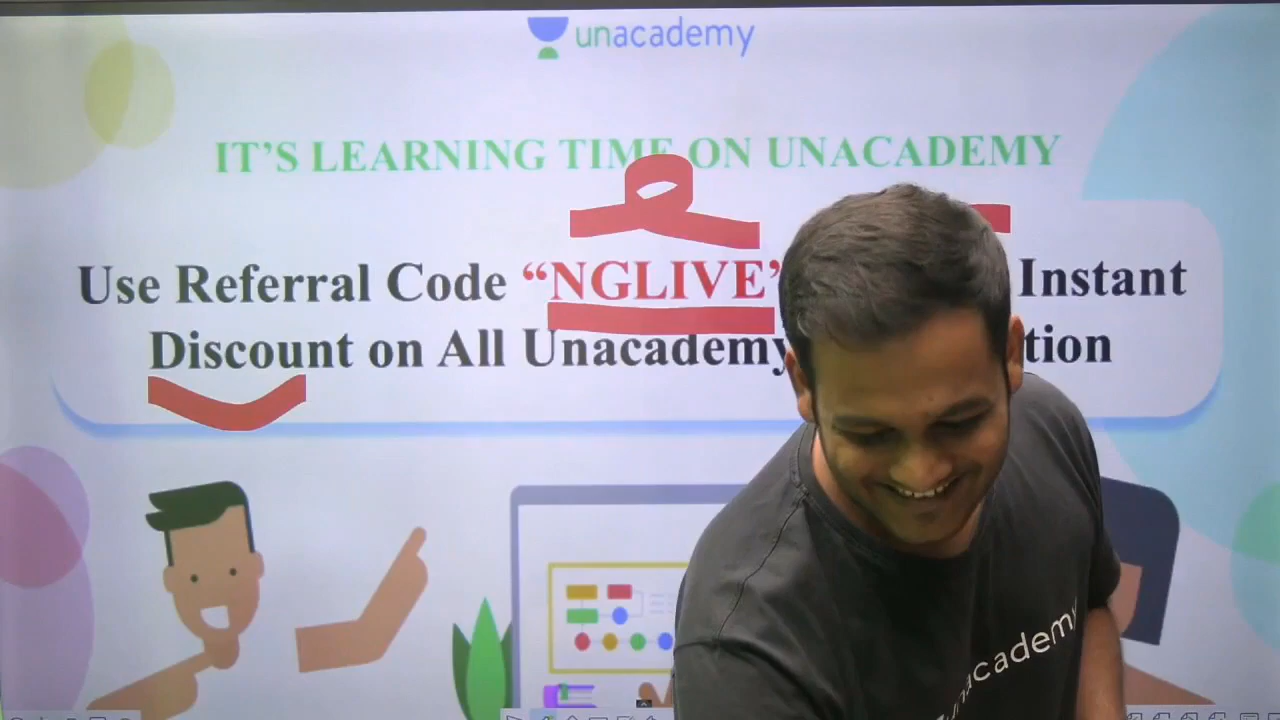 unacademy
IT'S LEARNING TIME ON UNACADEMY
Use Referral Code “NGLIVE” Instant
Discount on All Unacademy tion
unacademy